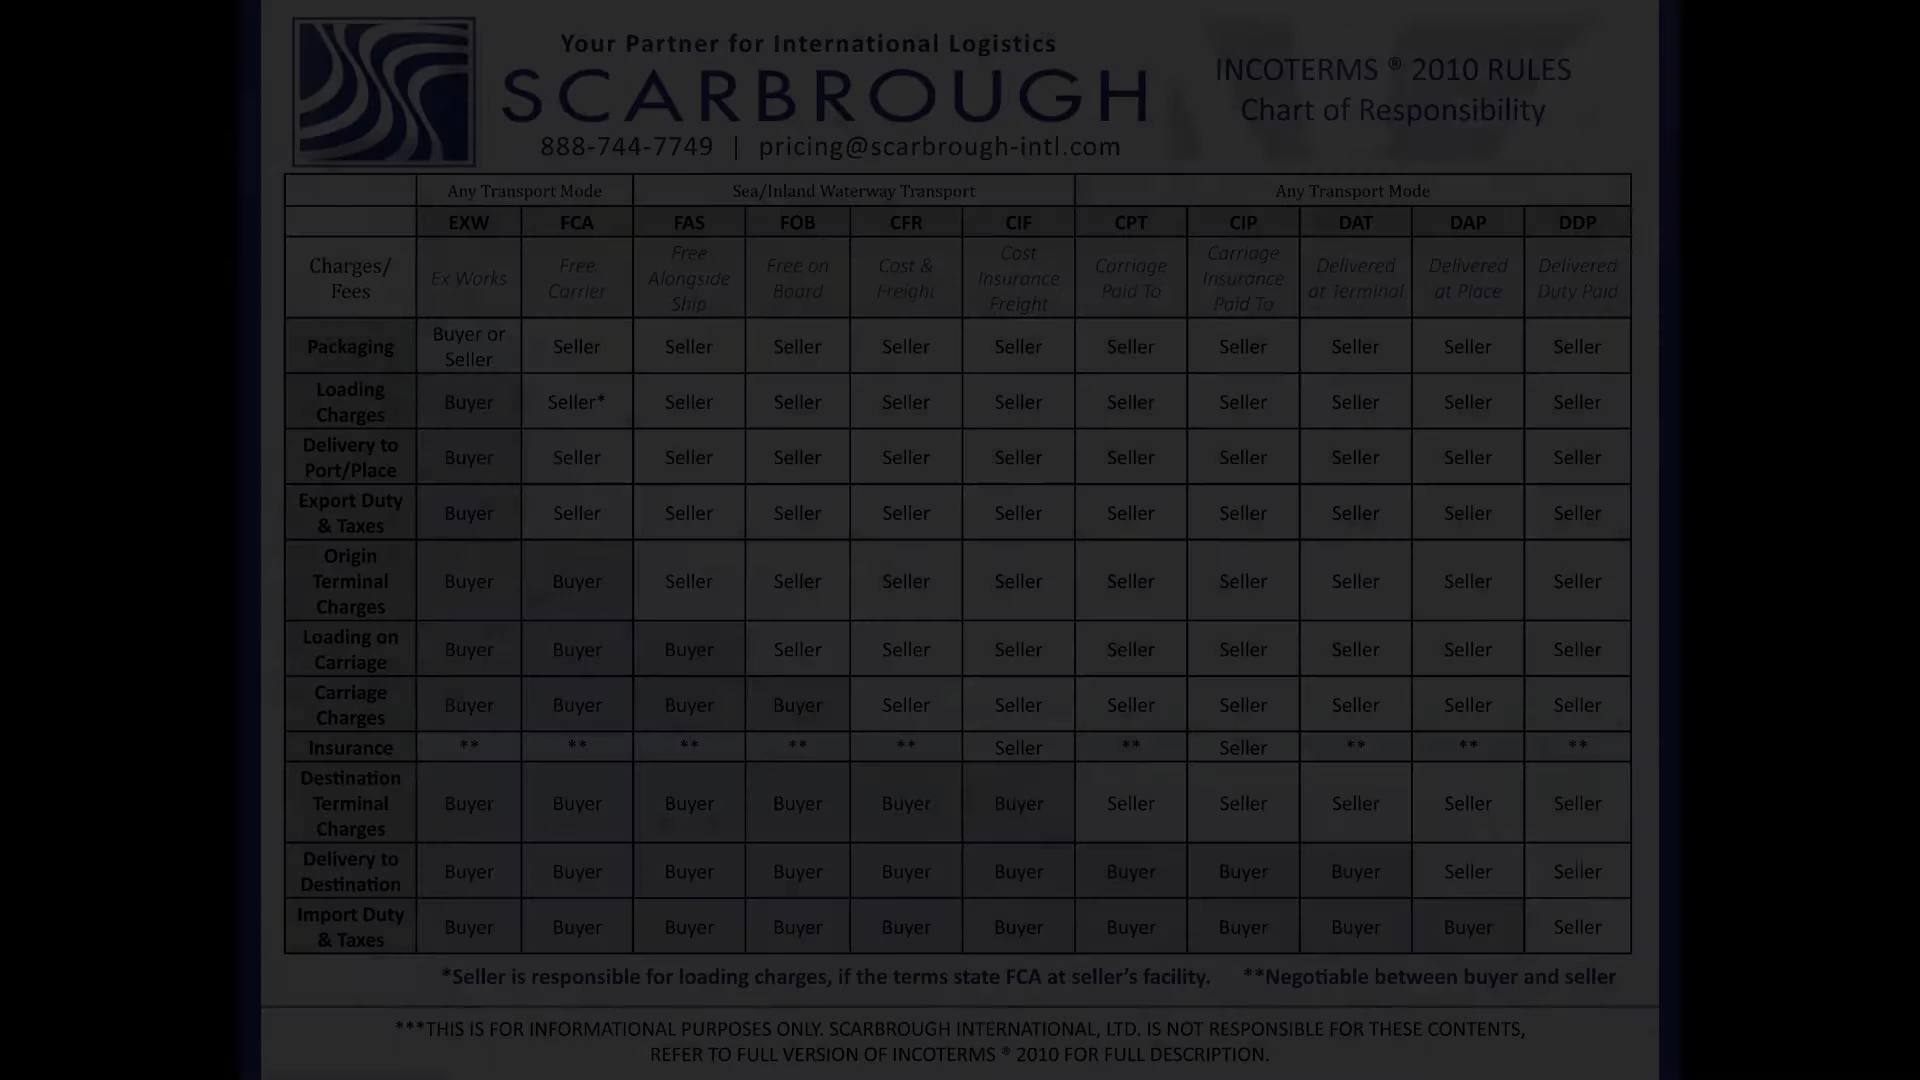 Your Partner for International Logistics
SCARBROUGH
888-744-7749 | pricing@scarbrough-intl.com
INCOTERMS ® 2010 RULES
Chart of Responsibility
Any Transport Mode Sea/Inland Waterway Transport Any Transport Mode
EXW FCA FAS FOB CFR CIF CPT CIP DAT DAP DDP
Charges/
Fees
Ex Works
Free
Carrier
Free
Alongside
Ship
Free on
Board
Cost &
Freight
Cost
Insurance
Freight
Carriage
Paid To
Carriage
Insurance
Paid To
Delivered
at Terminal
Delivered
at Place
Delivered
Duty Paid
Packaging
Buyer or
Seller
Seller Seller Seller Seller Seller Seller Seller Seller Seller Seller
Loading
Charges
Buyer Seller* Seller Seller Seller Seller Seller Seller Seller Seller Seller
Delivery to
Port/Place
Buyer Seller Seller Seller Seller Seller Seller Seller Seller Seller Seller
Export Duty
& Taxes
Buyer Seller Seller Seller Seller Seller Seller Seller Seller Seller Seller
Origin
Terminal
Charges
Buyer Buyer Seller Seller Seller Seller Seller Seller Seller Seller Seller
Loading on
Carriage
Buyer Buyer Buyer Seller Seller Seller Seller Seller Seller Seller Seller
Carriage
Charges
Buyer Buyer Buyer Buyer Seller Seller Seller Seller Seller Seller Seller
Insurance ** ** ** ** ** Seller ** Seller ** ** **
Destination
Terminal
Charges
Buyer Buyer Buyer Buyer Buyer Buyer Seller Seller Seller Seller Seller
Delivery to
Destination
Buyer Buyer Buyer Buyer Buyer Buyer Buyer Buyer Buyer Seller Seller
Import Duty
& Taxes
Buyer Buyer Buyer Buyer Buyer Buyer Buyer Buyer Buyer Buyer Seller
*Seller is responsible for loading charges, if the terms state FCA at seller's facility. **Negotiable between buyer and seller
***THIS IS FOR INFORMATIONAL PURPOSES ONLY. SCARBROUGH INTERNATIONAL, LTD. IS NOT RESPONSIBLE FOR THESE CONTENTS,
REFER TO FULL VERSION OF INCOTERMS ® 2010 FOR FULL DESCRIPTION.